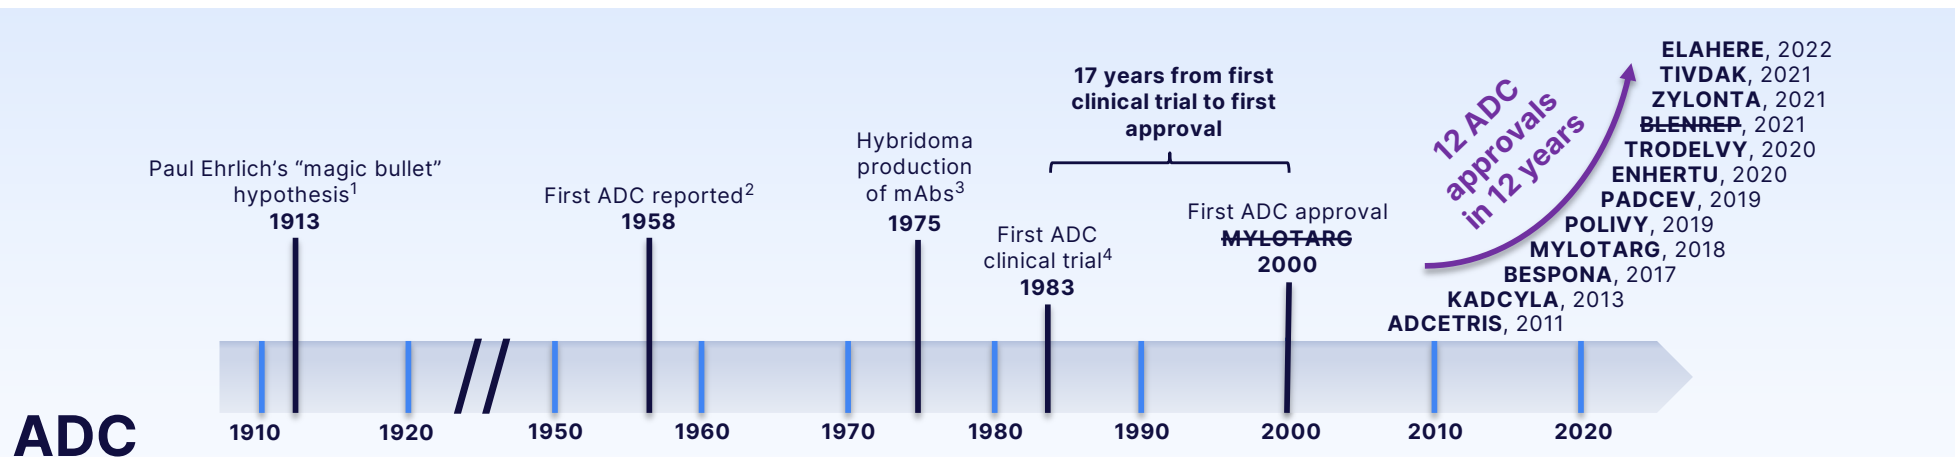 Paul Ehrlich’s “magic bullet”
hypothesis1
1913
First ADC reported2
1958
Hybridoma
production
of mAbs3
1975
First ADC
clinical trial4
1983
17 years from first
clinical trial to first
approval
First ADC approval
MYLOTARG
2000
12 ADC
approvals
in 12 years
ELAHERE, 2022
TIVDAK, 2021
ZYLONTA, 2021
BLENREP, 2021
TRODELVY, 2020
ENHERTU, 2020
PADCEV, 2019
POLIVY, 2019
MYLOTARG, 2018
BESPONA, 2017
KADCYLA, 2013
ADCETRIS, 2011
ADC
1910 1920 1950 1960 1970 1980 1990 2000 2010 2020